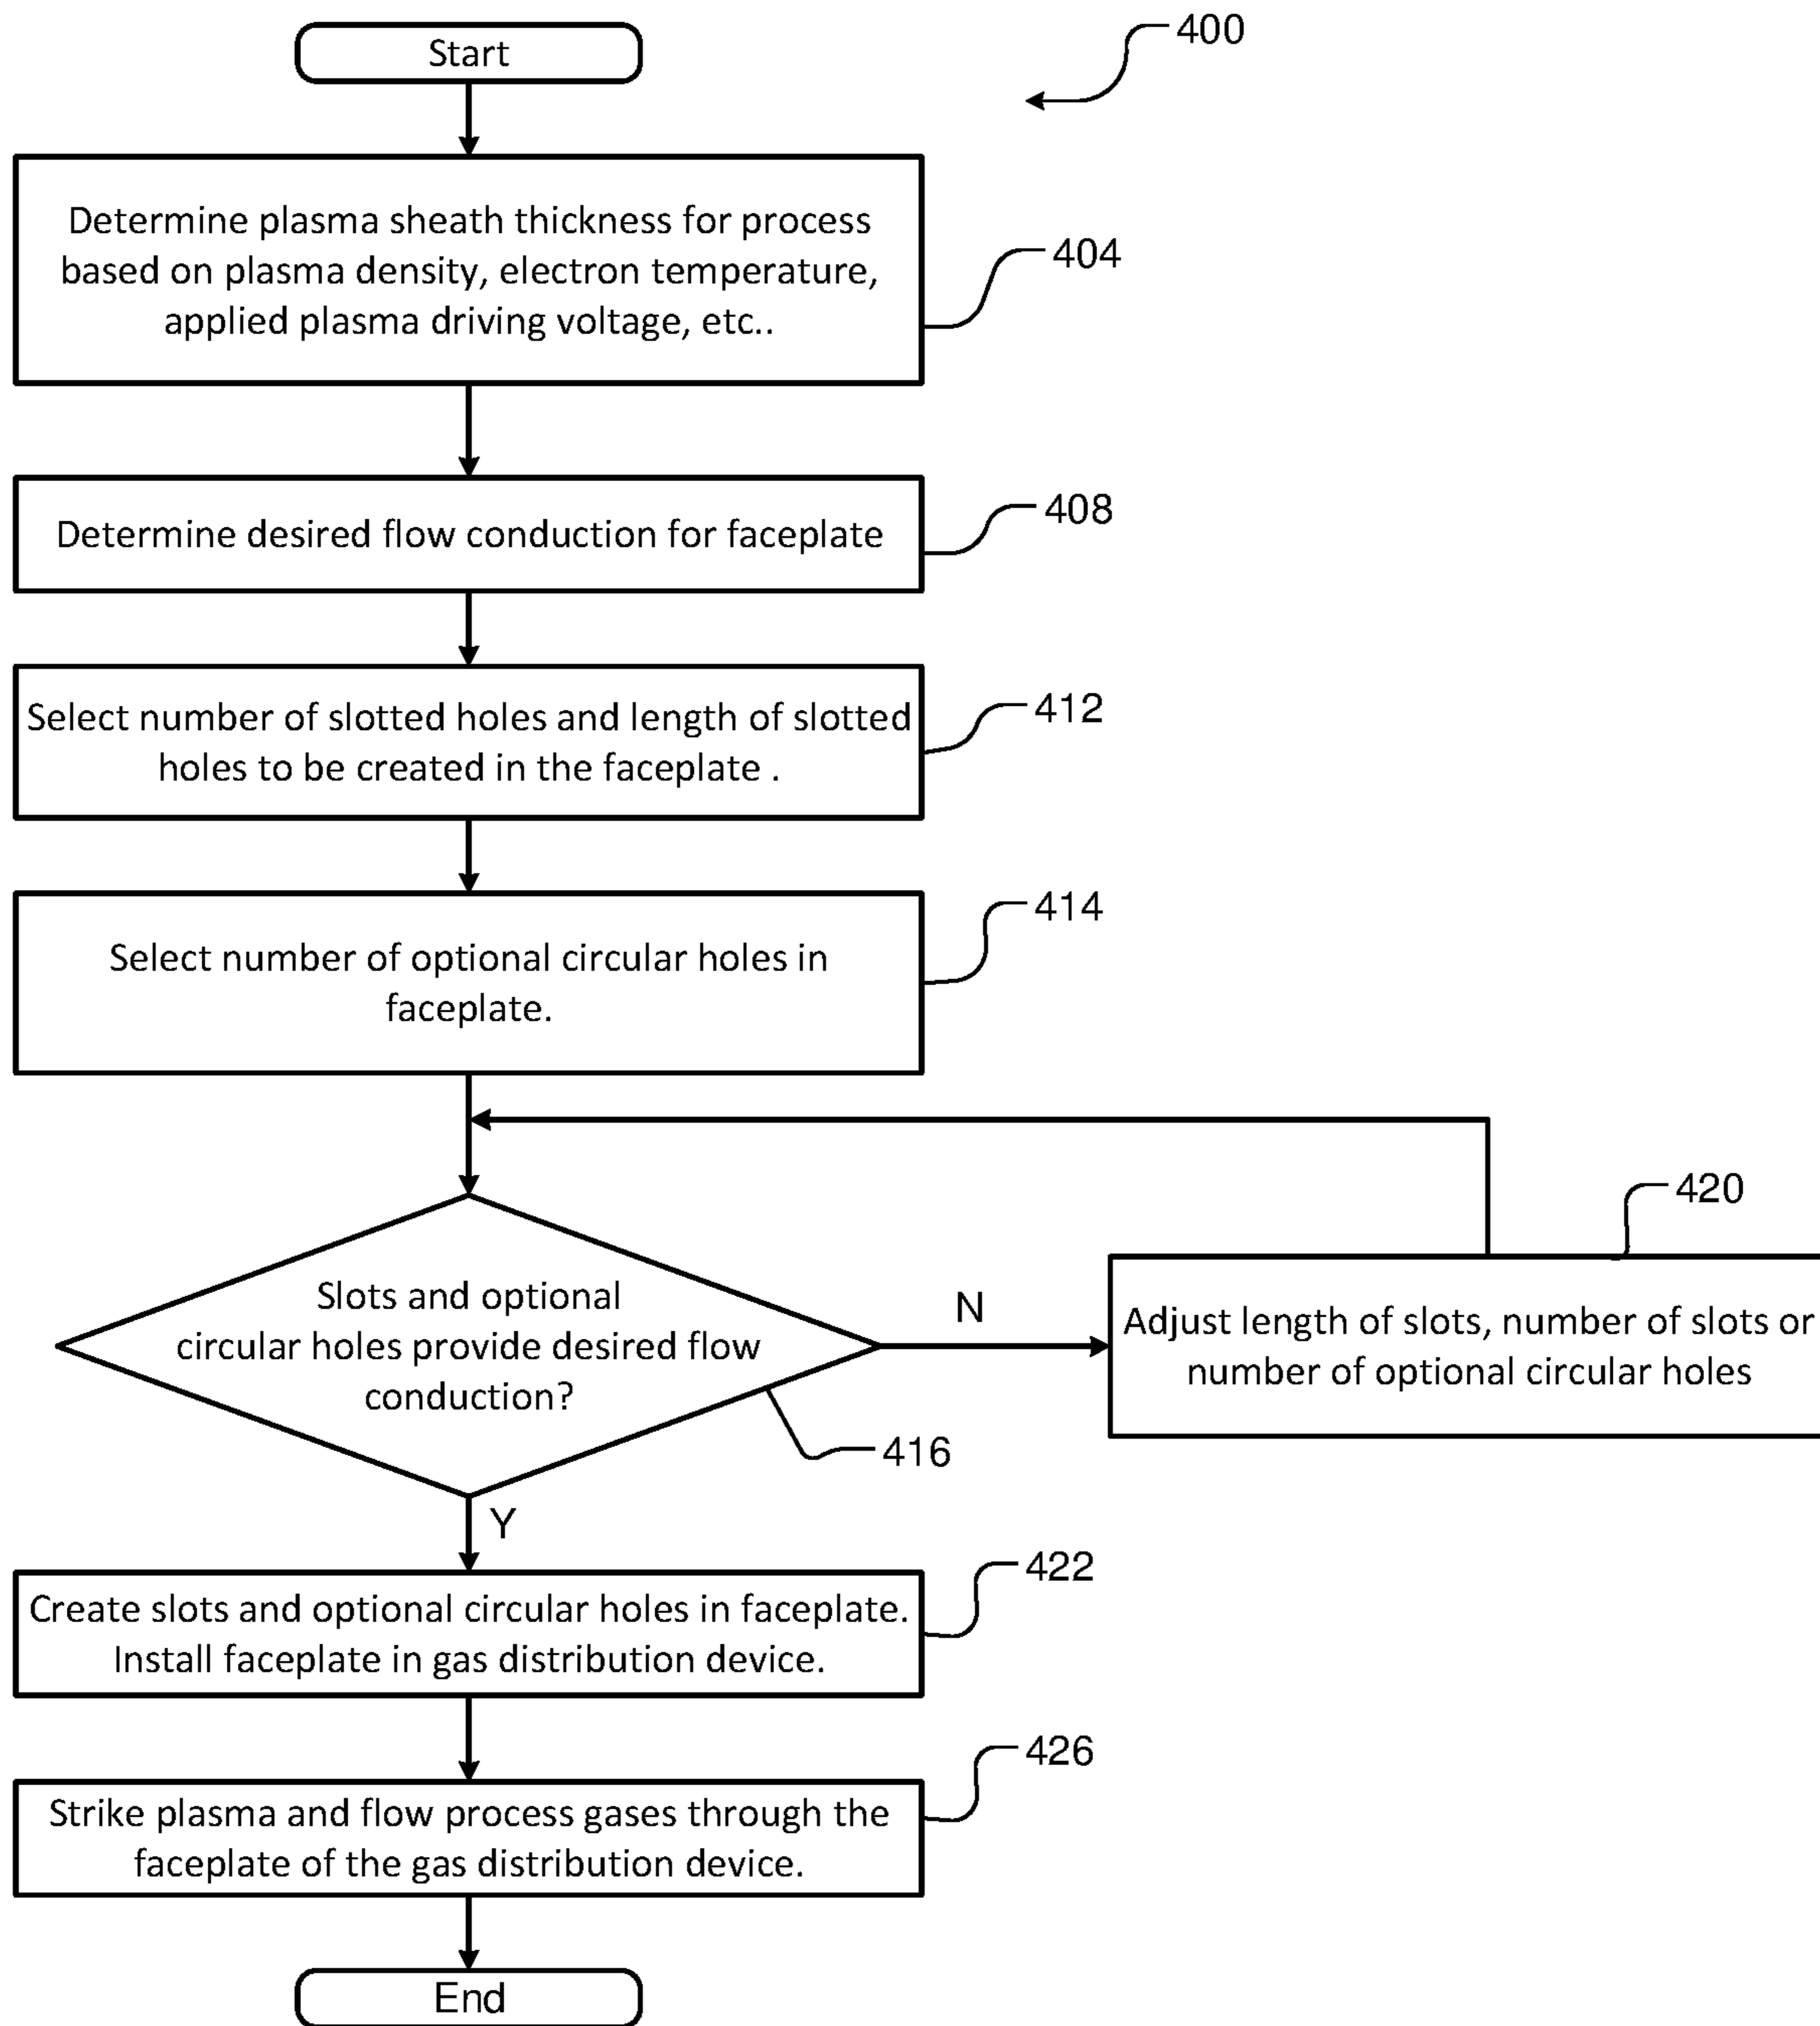 400
Start
Determine plasma sheath thickness for process
based on plasma density, electron temperature,
applied plasma driving voltage, etc..
404
Determine desired flow conduction for faceplate
408
Select number of slotted holes and length of slotted
holes to be created in the faceplate .
412
Select number of optional circular holes in
faceplate.
414
Slots and optional
circular holes provide desired flow
conduction?
416
N
Adjust length of slots, number of slots or
number of optional circular holes
420
Y
Create slots and optional circular holes in faceplate.
Install faceplate in gas distribution device.
422
Strike plasma and flow process gases through the
faceplate of the gas distribution device.
426
End